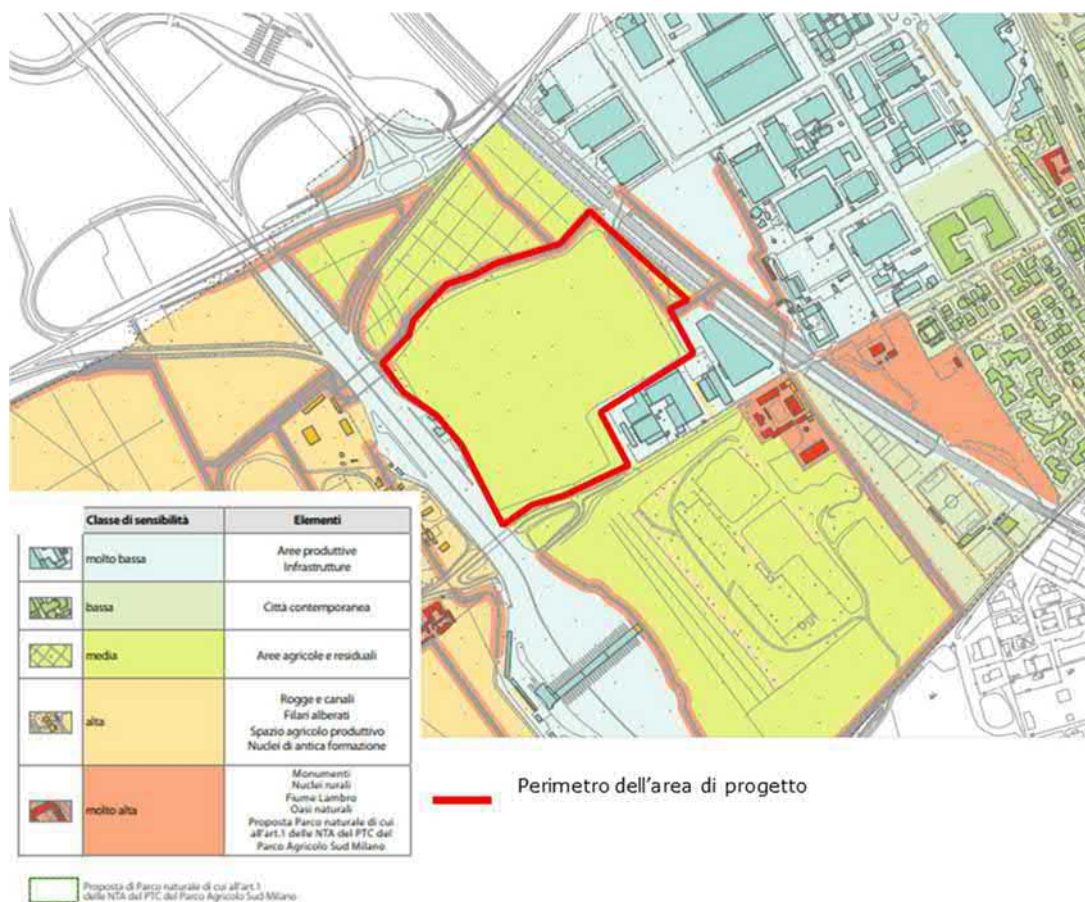 Classe di sensibilità
Elementi
molto bassa
Aree produttive
Infrastrutture
bassa
Città contemporanea
media
Aree agricole e residuali
alta
Rogge e canali
Filari alberati
Spazio agricolo produttivo
Nuclei di antica formazione
molto alta
Monumenti
Nuclei rurali
Fiume Lambro
Oasi naturali
Proposta Parco naturale di cui
all'art.1 delle NTA del PTC del
Parco Agricolo Sud Milano
Perimetro dell'area di progetto
Proposta di Parco naturale di cui all'art.1
delle NTA del PTC del Parco Agricolo Sud Milano